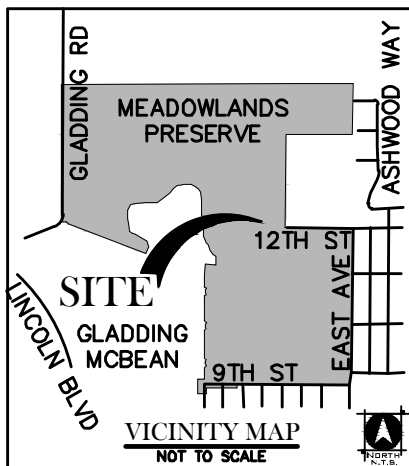 GLADDING RD
MEADOWLANDS
PRESERVE
ASHWOOD WAY
12TH ST
SITE
GLADDING
MCBEAN
LINCOLN BLVD
EAST AVE
9TH ST
VICINITY MAP
NOT TO SCALE
NORTH
N.T.S.